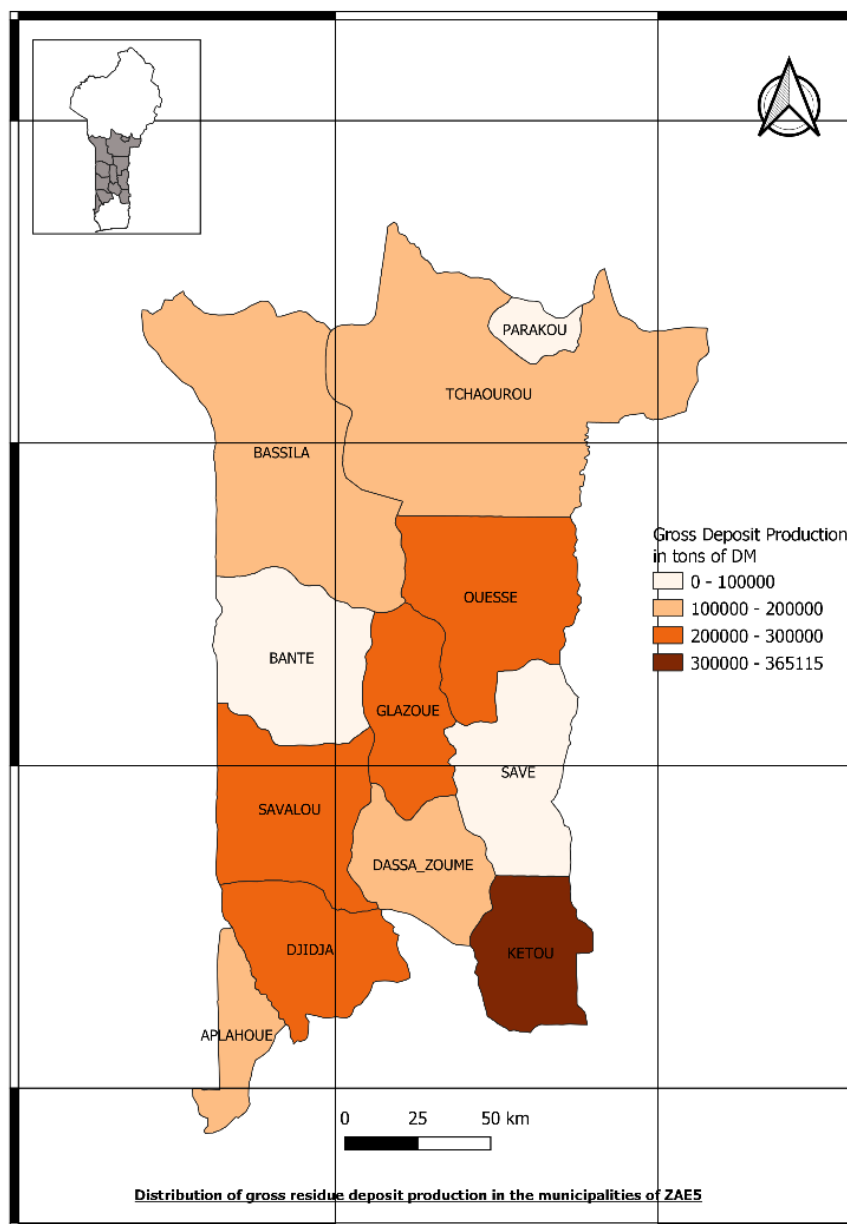 PARAKOU
TCHAOUROU
BASSILA
Gross Deposit Production
in tons of DM
0 - 100000
100000 - 200000
200000 - 300000
300000 - 365115
OUESSE
BANTE
GLAZOUE
SAVE
SAVALOU
DASSA_ZOUME
DJIDJA
KETOU
APLAHOUE
0 25 50 km
Distribution of gross residue deposit production in the municipalities of ZAE5